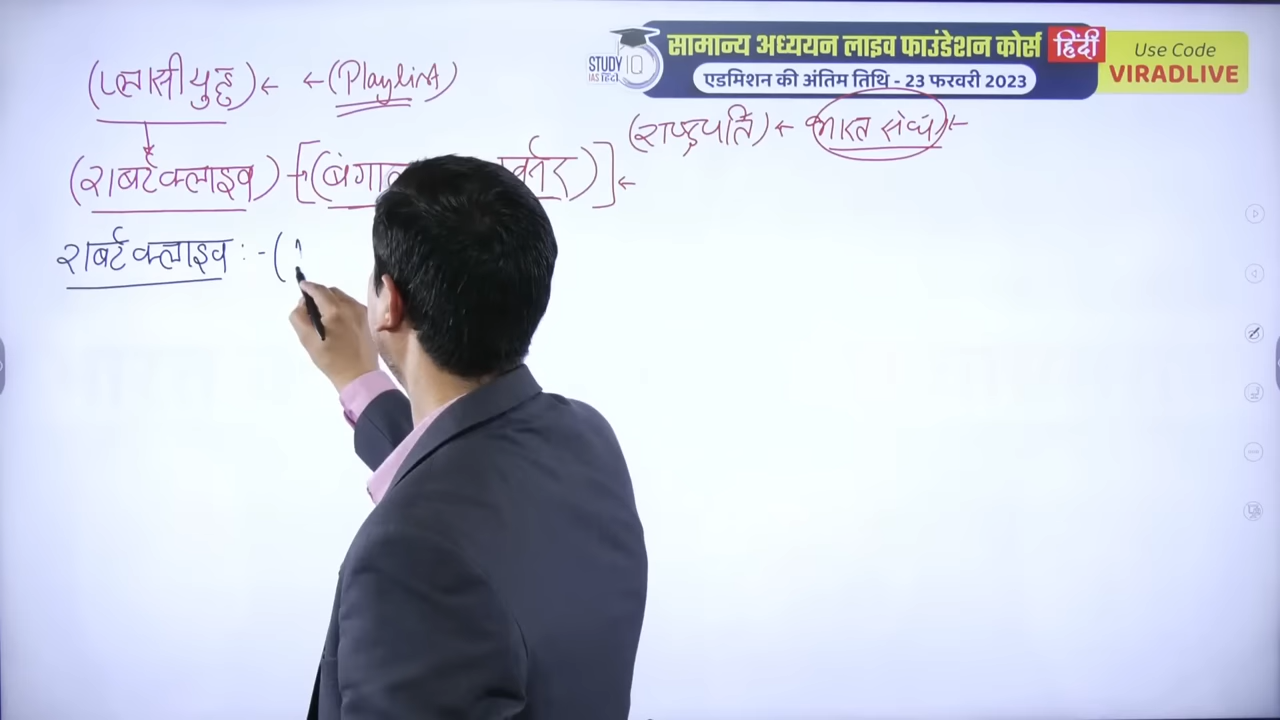 STUDY IQ
IAS हिंदी
सामान्य अध्ययन लाइव फाउंडेशन कोर्स हिंदी
एडमिशन की अंतिम तिथि - 23 फरवरी 2023
Use Code
VIRADLIVE
(प्लासी युद्ध) ← ← (Playlist)
(राष्ट्रपति) ← भारत संघ) ←
(राबर्ट क्लाइव) → [(बंगाल र्वनर)] ←
राबर्ट क्लाइव : - (